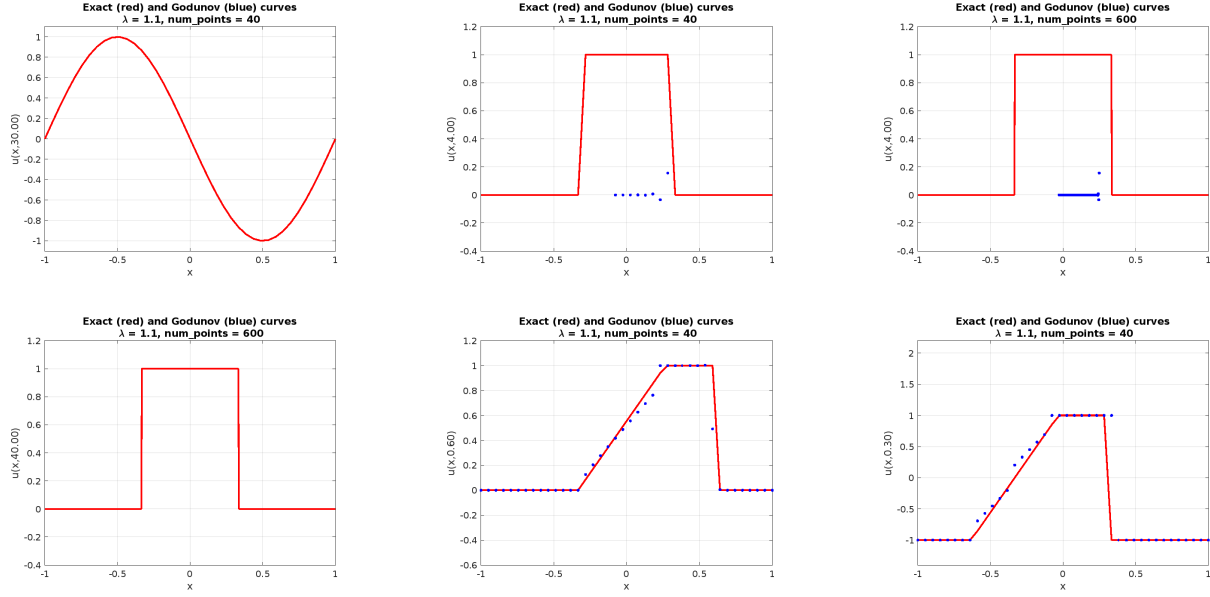 Exact (red) and Godunov (blue) curves
λ = 1.1, num_points = 40
1
0.8
0.6
0.4
0.2
0
-0.2
-0.4
-0.6
-0.8
-1
u(x,30.00)
-1 -0.5 0 0.5 1
x
Exact (red) and Godunov (blue) curves
λ = 1.1, num_points = 40
1.2
1
0.8
0.6
0.4
0.2
0
-0.2
-0.4
u(x,4.00)
-1 -0.5 0 0.5 1
x
Exact (red) and Godunov (blue) curves
λ = 1.1, num_points = 600
1.2
1
0.8
0.6
0.4
0.2
0
-0.2
-0.4
u(x,4.00)
-1 -0.5 0 0.5 1
x
Exact (red) and Godunov (blue) curves
λ = 1.1, num_points = 600
1.2
1
0.8
0.6
0.4
0.2
0
-0.2
-0.4
u(x,40.00)
-1 -0.5 0 0.5 1
x
Exact (red) and Godunov (blue) curves
λ = 1.1, num_points = 40
1.2
1
0.8
0.6
0.4
0.2
0
-0.2
-0.4
-0.6
u(x,0.60)
-1 -0.5 0 0.5 1
x
Exact (red) and Godunov (blue) curves
λ = 1.1, num_points = 40
2
1.5
1
0.5
0
-0.5
-1
u(x,0.30)
-1 -0.5 0 0.5 1
x